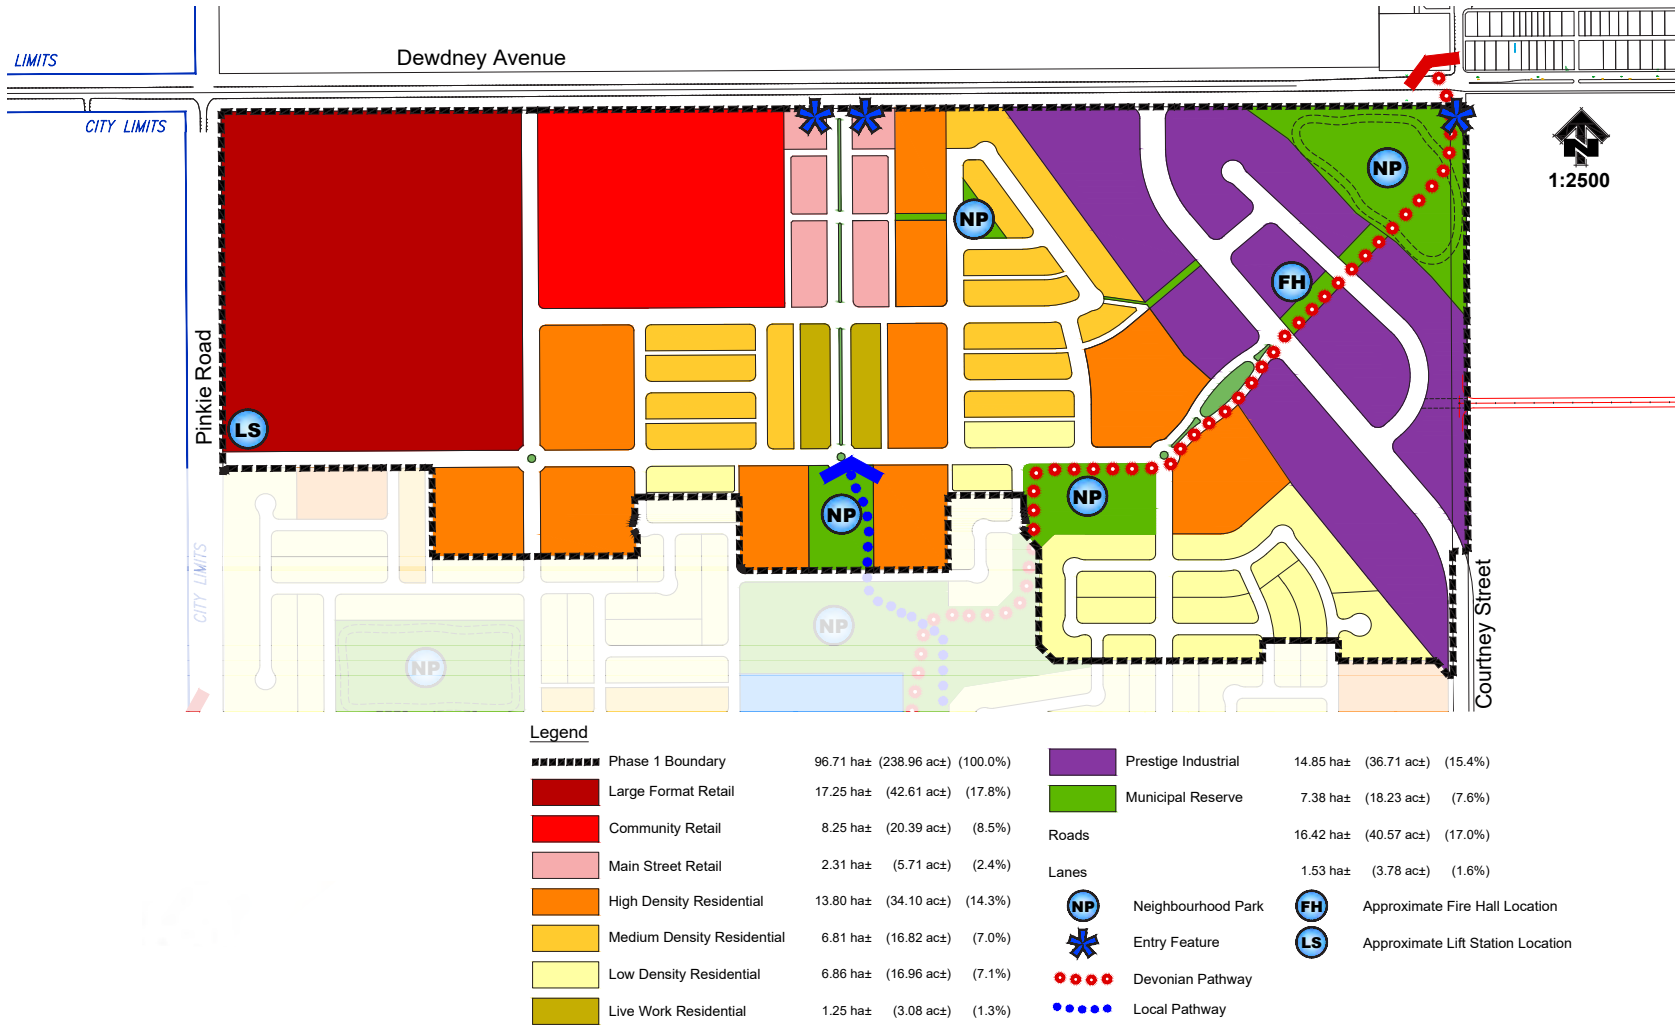 LIMITS
Dewdney Avenue
CITY LIMITS
NP
1:2500
NP
FH
Pinkie Road
LS
NP
NP
CITY LIMITS
NP
NP
Courtney Street
Legend
Phase 1 Boundary 96.71 ha± (238.96 ac±) (100.0%)
Large Format Retail 17.25 ha± (42.61 ac±) (17.8%)
Community Retail 8.25 ha± (20.39 ac±) (8.5%)
Main Street Retail 2.31 ha± (5.71 ac±) (2.4%)
High Density Residential 13.80 ha± (34.10 ac±) (14.3%)
Medium Density Residential 6.81 ha± (16.82 ac±) (7.0%)
Low Density Residential 6.86 ha± (16.96 ac±) (7.1%)
Live Work Residential 1.25 ha± (3.08 ac±) (1.3%)
Prestige Industrial 14.85 ha± (36.71 ac±) (15.4%)
Municipal Reserve 7.38 ha± (18.23 ac±) (7.6%)
Roads 16.42 ha± (40.57 ac±) (17.0%)
Lanes 1.53 ha± (3.78 ac±) (1.6%)
NP Neighbourhood Park
FH Approximate Fire Hall Location
Entry Feature
LS Approximate Lift Station Location
Devonian Pathway
Local Pathway